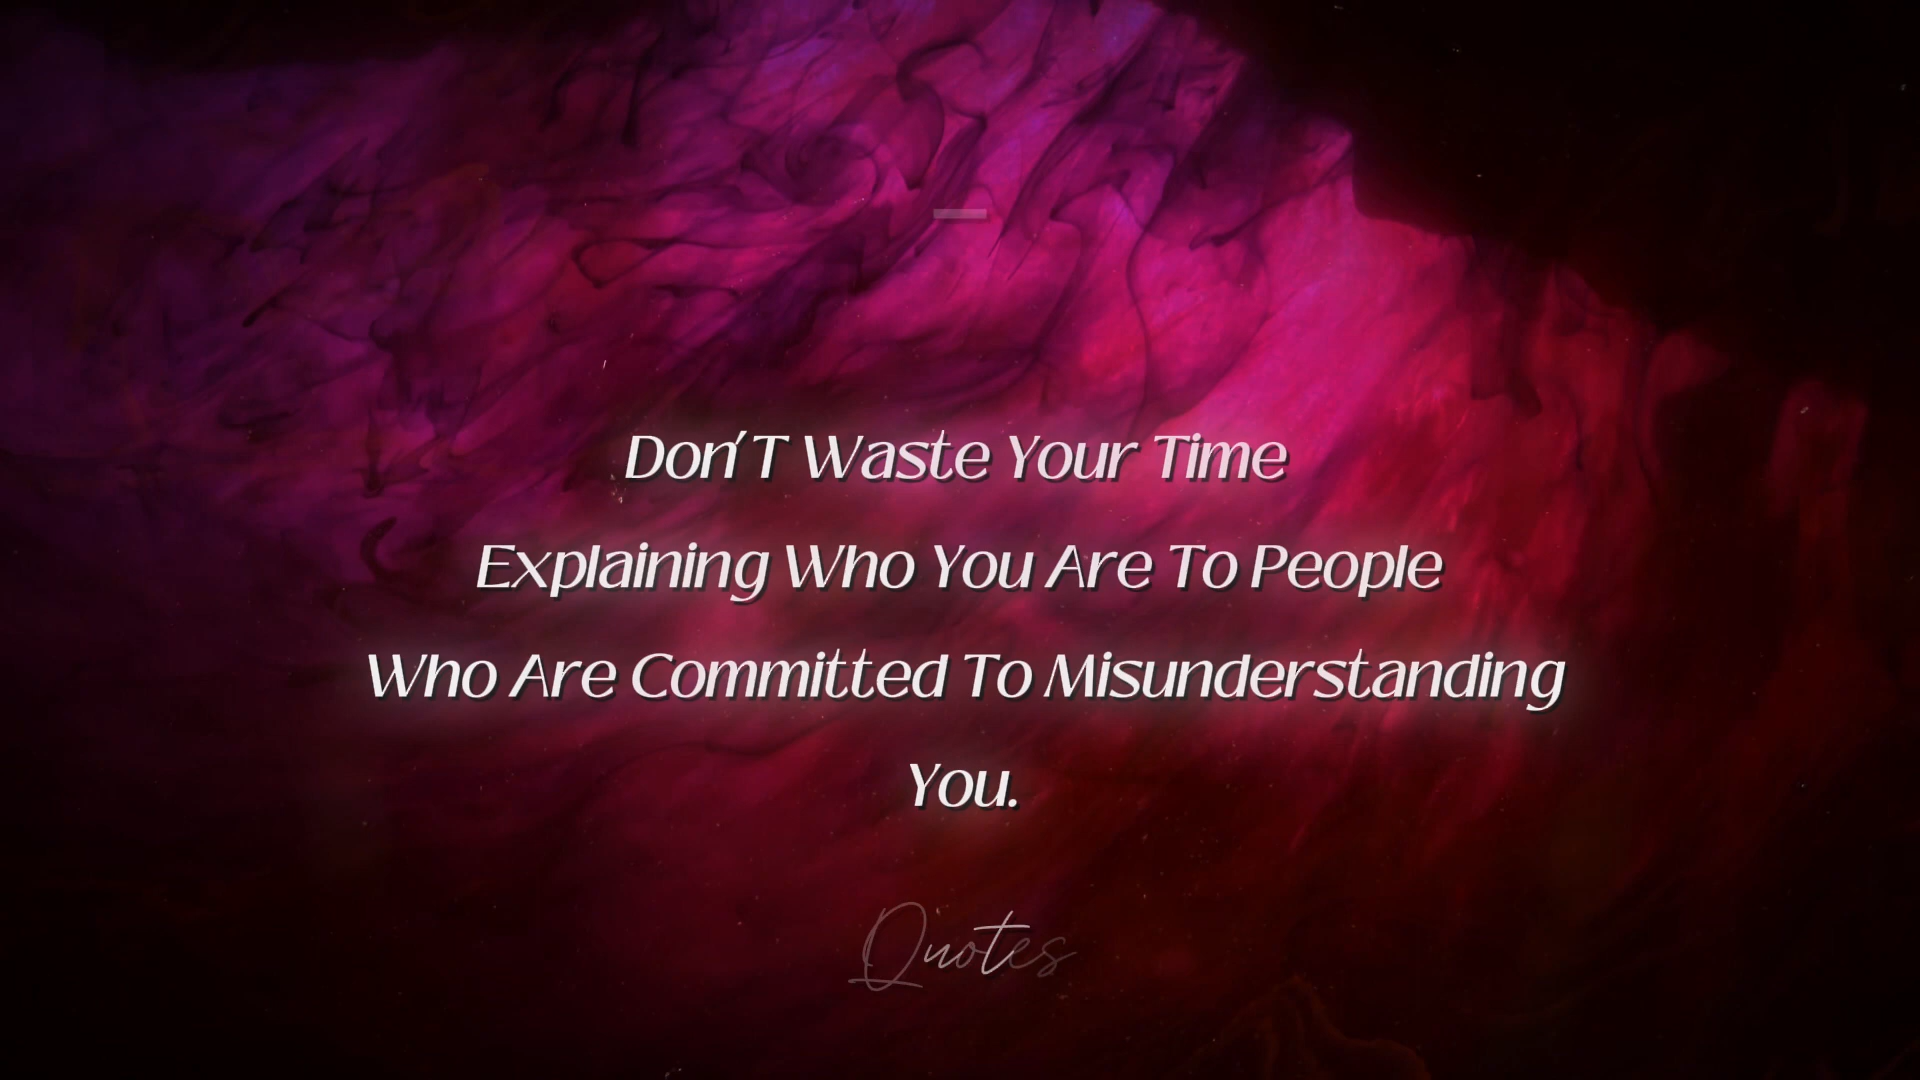 Don'T Waste Your Time
Explaining Who You Are To People
Who Are Committed To Misunderstanding
You.
Quotes